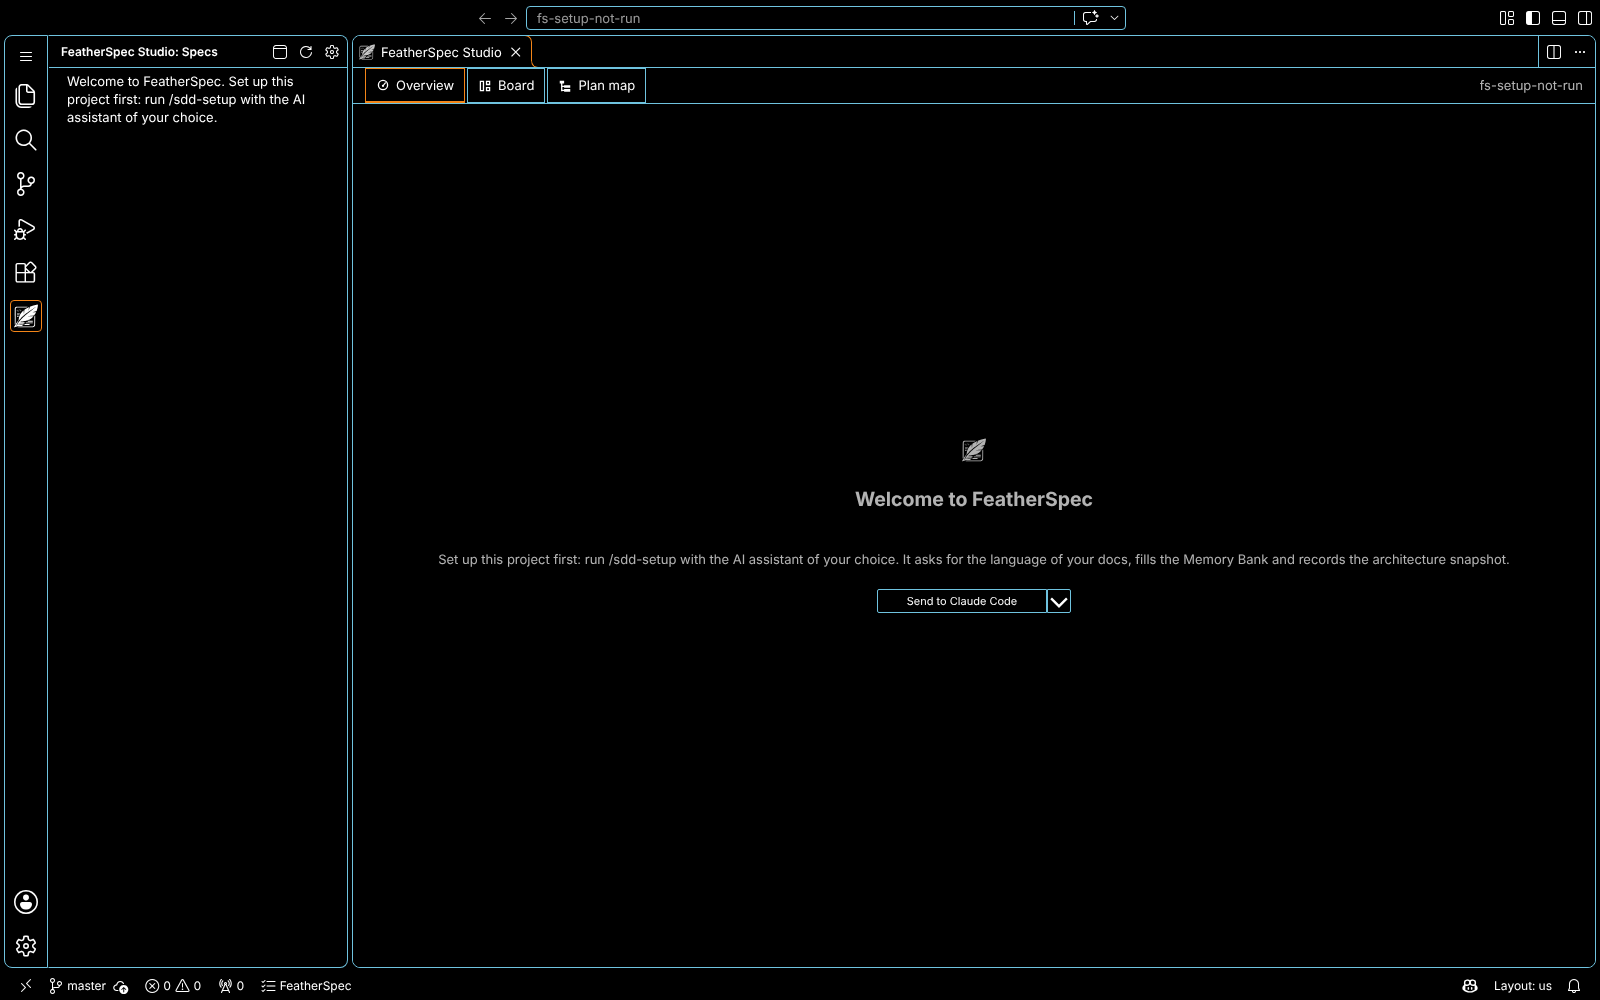 fs-setup-not-run
FeatherSpec Studio: Specs
Welcome to FeatherSpec. Set up this
project first: run /sdd-setup with the AI
assistant of your choice.
FeatherSpec Studio
Overview
Board
Plan map
fs-setup-not-run
Welcome to FeatherSpec
Set up this project first: run /sdd-setup with the AI assistant of your choice. It asks for the language of your docs, fills the Memory Bank and records the architecture snapshot.
Send to Claude Code
master
0
0
0
FeatherSpec
Layout: us